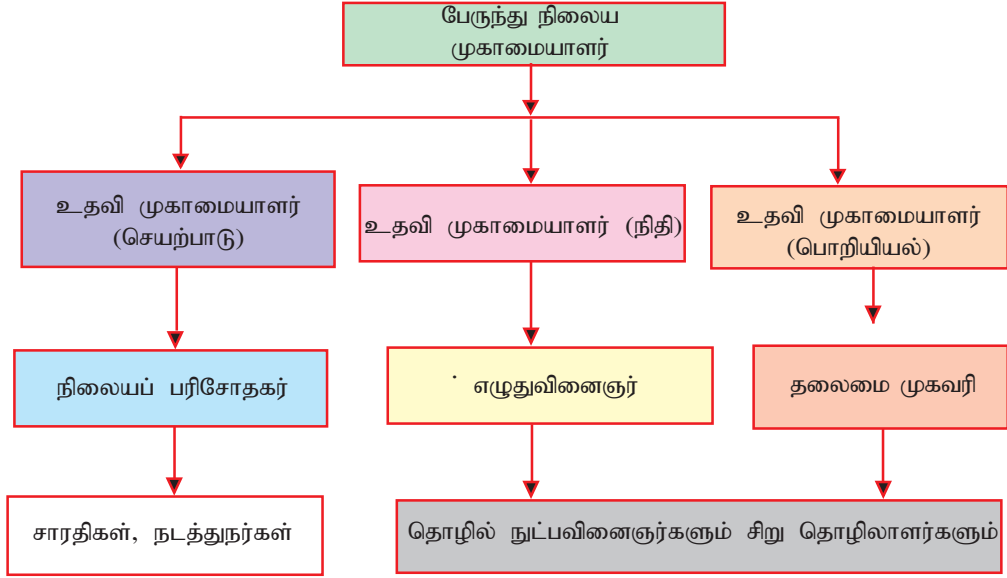 பேருந்து நிலைய
முகாமையாளர்
உதவி முகாமையாளர்
(செயற்பாடு)
உதவி முகாமையாளர் (நிதி)
உதவி முகாமையாளர்
(பொறியியல்)
நிலையப் பரிசோதகர்
எழுதுவினைஞர்
தலைமை முகவரி
சாரதிகள், நடத்துநர்கள்
தொழில் நுட்பவினைஞர்களும் சிறு தொழிலாளர்களும்